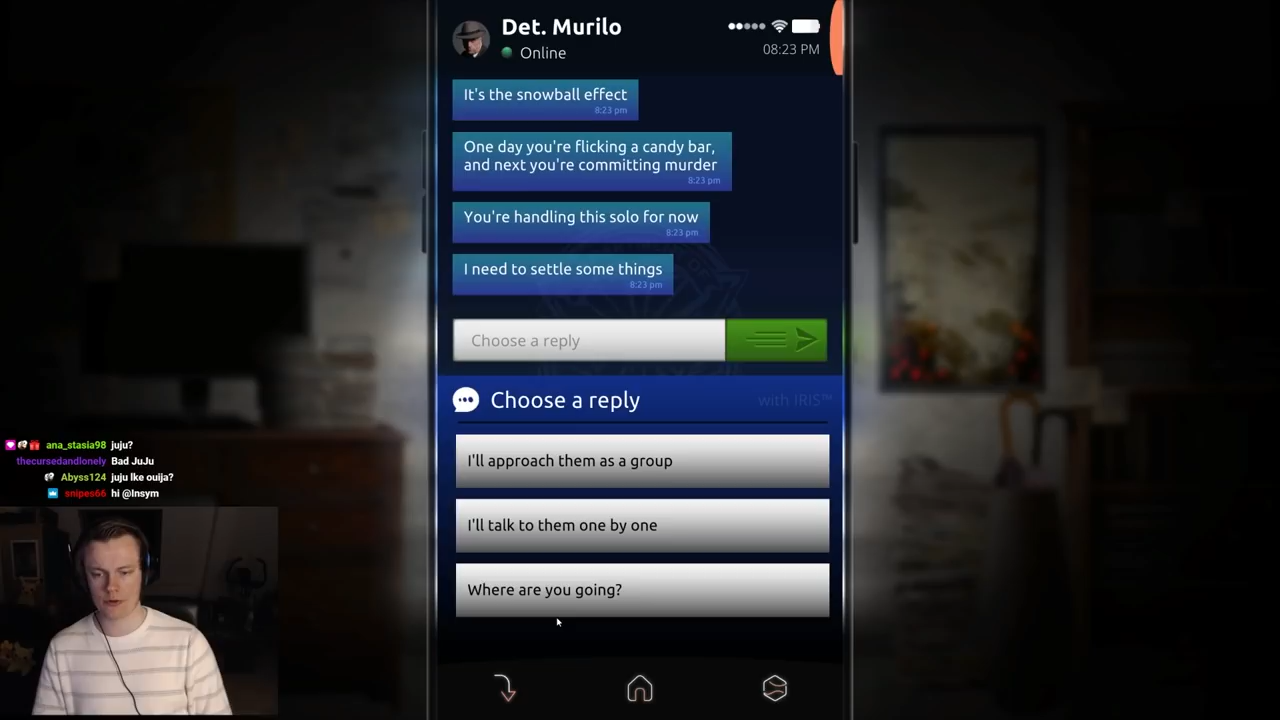 Det. Murilo
Online
08:23 PM
It's the snowball effect
8:23 pm
One day you're flicking a candy bar,
and next you're committing murder
8:23 pm
You're handling this solo for now
8:23 pm
I need to settle some things
8:23 pm
Choose a reply
Choose a reply
with IRIS™
I'll approach them as a group
I'll talk to them one by one
Where are you going?
ana_stasia98 juju?
thecursedandlonely Bad JuJu
Abyss124 juju lke ouija?
snipes66 hi @Insym